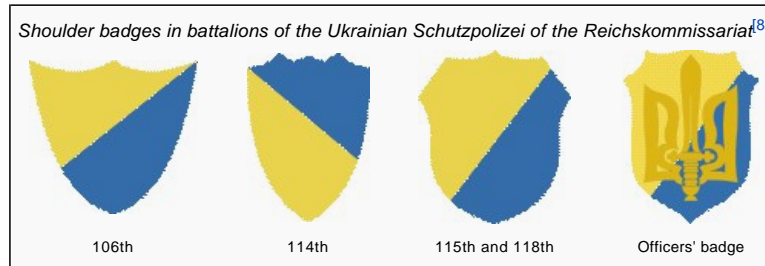 Shoulder badges in battalions of the Ukrainian Schutzpolizei of the Reichskommissariat[8
106th
114th
115th and 118th
Officers' badge